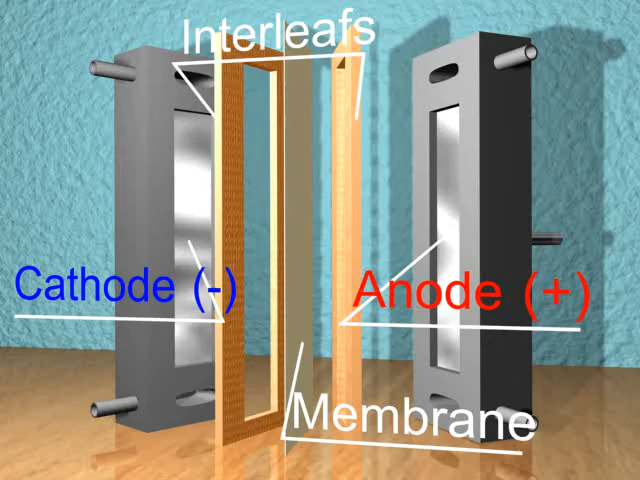 Interleafs
Cathode (-)
Anode (+)
Membrane